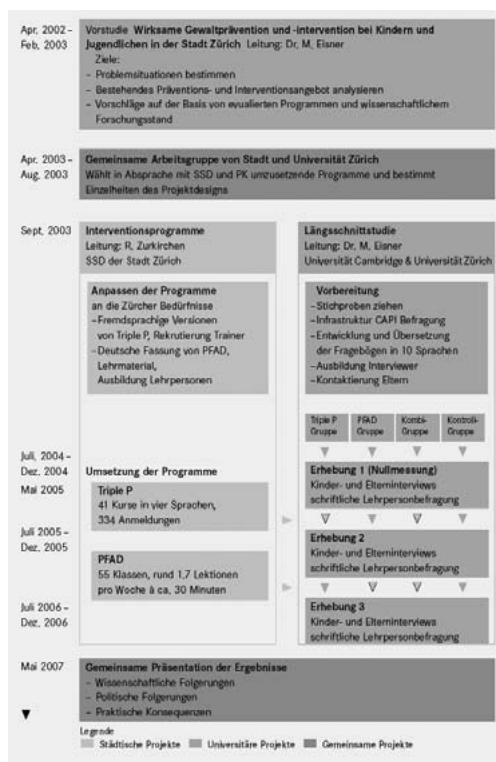 Apr, 2002 –
Feb, 2003
Vorstudie Wirksame Gewaltprävention und -intervention bei Kindern und
Jugendlichen in der Stadt Zürich Leitung: Dr, M, Eisner
Ziele:
– Problemsituationen bestimmen
– Bestehendes Präventions- und Interventionsangebot analysieren
– Vorschläge auf der Basis von evualierten Programmen und wissenschaftlichem
Forschungsstand
Apr, 2003 –
Aug, 2003
Gemeinsame Arbeitsgruppe von Stadt und Universität Zürich
Wählt in Absprache mit SSD und PK umzusetzende Programme und bestimmt
Einzelheiten des Projektdesigns
Sept, 2003
Interventionsprogramme
Leitung: R, Zurkirchen
SSD der Stadt Zürich
Anpassen der Programme
an die Zürcher Bedürfnisse
–Fremdsprachige Versionen
von Triple P, Rekrutierung Trainer
–Deutsche Fassung von PFAD,
Lehrmaterial,
Ausbildung Lehrpersonen
Längsschnittstudie
Leitung: Dr, M, Eisner
Universität Cambridge & Universität Zürich
Vorbereitung
–Stichproben ziehen
–Infrastruktur CAPI Befragung
–Entwicklung und Übersetzung
der Fragebögen in 10 Sprachen
–Ausbildung Interviewer
–Kontaktierung Eltern
Triple P
Gruppe
PFAD
Gruppe
Kombi-
Gruppe
Kontroll-
Gruppe
Juli, 2004–
Dez, 2004
Mai 2005
Umsetzung der Programme
Triple P
41 Kurse in vier Sprachen,
334 Anmeldungen
Erhebung 1 (Nullmessung)
Kinder- und Elterninterviews
schriftliche Lehrpersonbefragung
Juli 2005 –
Dez, 2005
PFAD
55 Klassen, rund 1,7 Lektionen
pro Woche à ca, 30 Minuten
Erhebung 2
Kinder- und Elterninterviews
schriftliche Lehrpersonbefragung
Juli 2006 –
Dez, 2006
Erhebung 3
Kinder- und Elterninterviews
schriftliche Lehrpersonbefragung
Mai 2007
Gemeinsame Präsentation der Ergebnisse
– Wissenschaftliche Folgerungen
– Politische Folgerungen
– Praktische Konsequenzen
Legende
Städtische Projekte
Universitäre Projekte
Gemeinsame Projekte